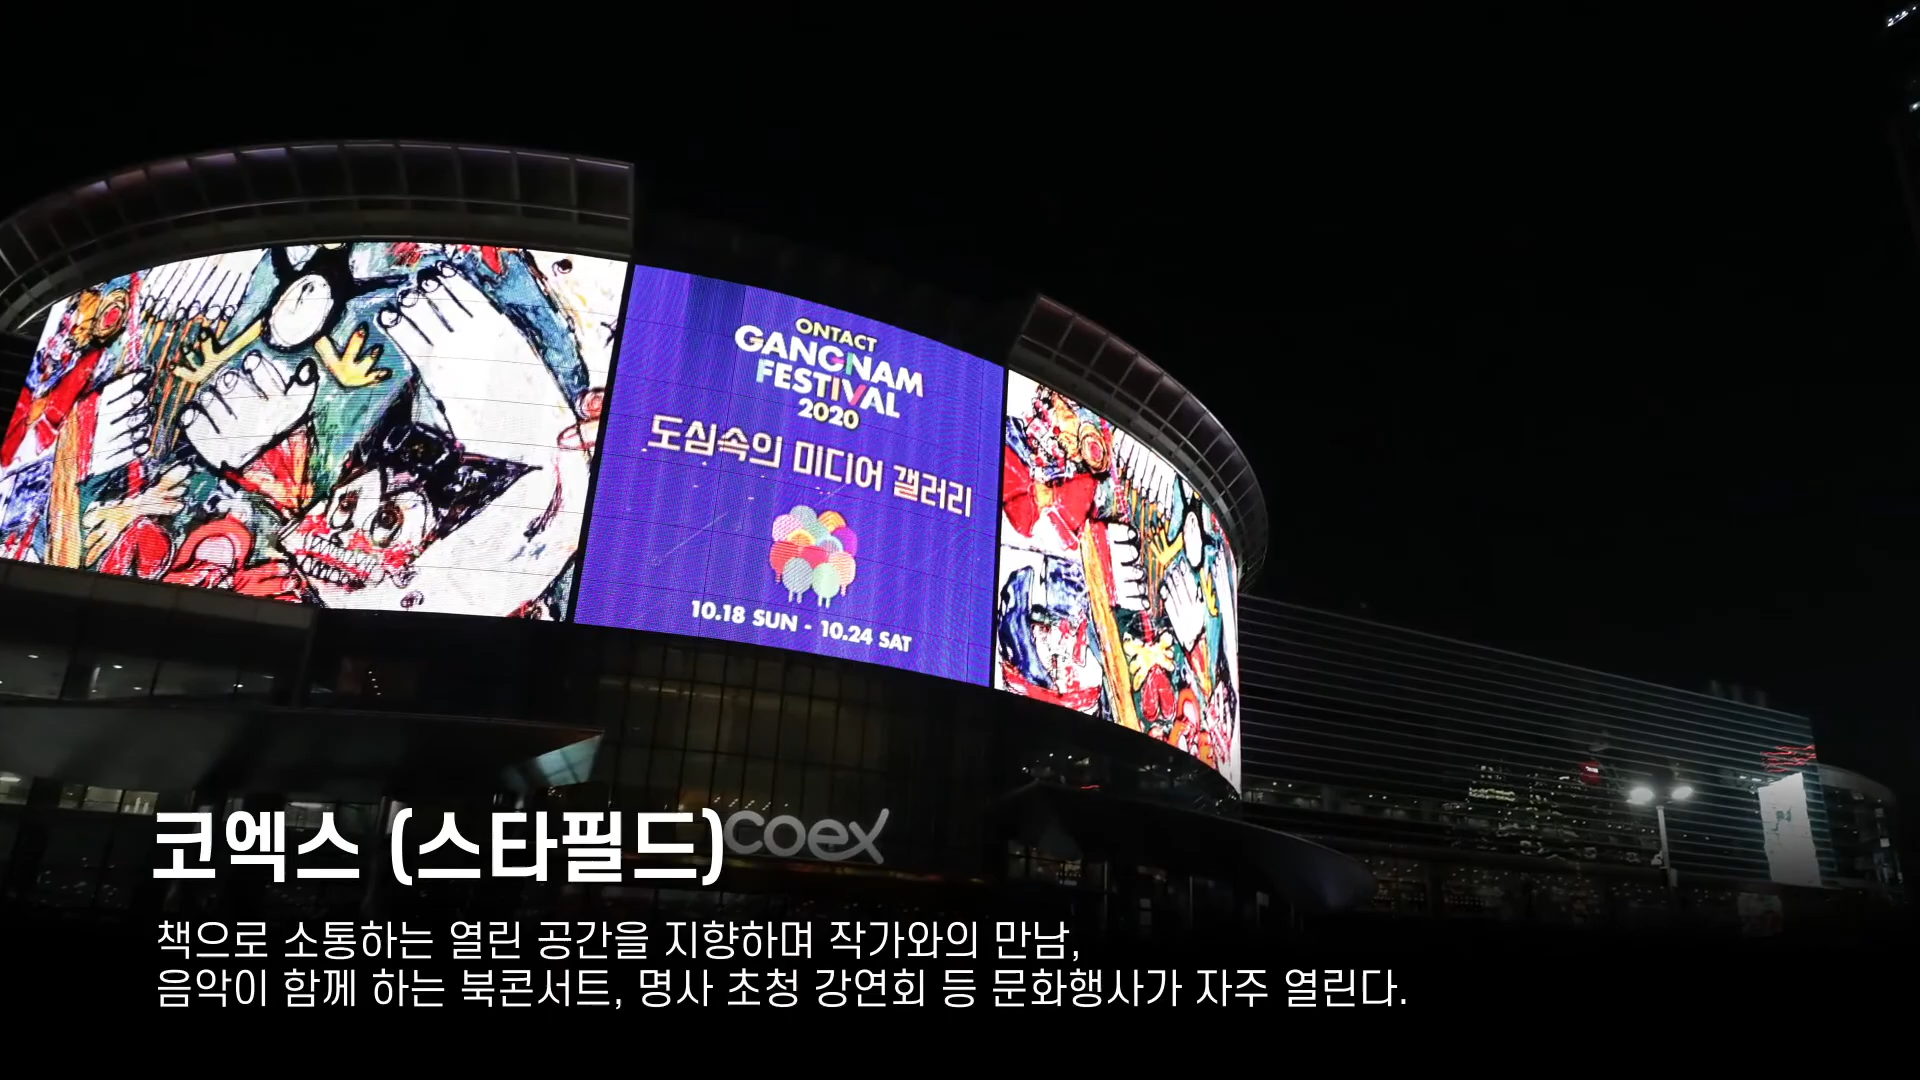 ONTACT
GANGNAM
FESTIVAL
2020
도심속의 미디어 갤러리
10.18 SUN - 10.24 SAT
coex
코엑스 (스타필드)
책으로 소통하는 열린 공간을 지향하며 작가와의 만남,
음악이 함께 하는 북콘서트, 명사 초청 강연회 등 문화행사가 자주 열린다.